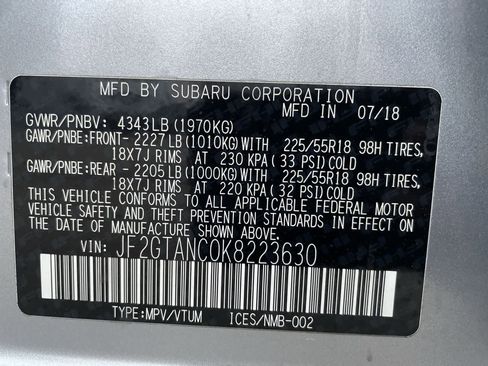 MFD BY SUBARU CORPORATION
MFD IN 07/18
GVWR/PNBV: 4343LB(1970KG)
GAWR/PNBE:FRONT- 2227LB(1010KG)WITH 225/55R18 98H TIRES,
18X7J RIMS AT 230 KPA(33 PSI)COLD
GAWR/PNBE:REAR - 2205LB(1000KG)WITH 225/55R18 98H TIRES,
18X7J RIMS AT 220 KPA(32 PSI)COLD
THIS VEHICLE CONFORMS TO ALL APPLICABLE FEDERAL MOTOR
VEHICLE SAFETY AND THEFT PREVENTION STANDARDS IN EFFECT ON
THE DATE OF MANUFACTURE SHOWN ABOVE.
VIN: JF2GTANC0K8223630
TYPE:MPV/VTUM ICES/NMB-002